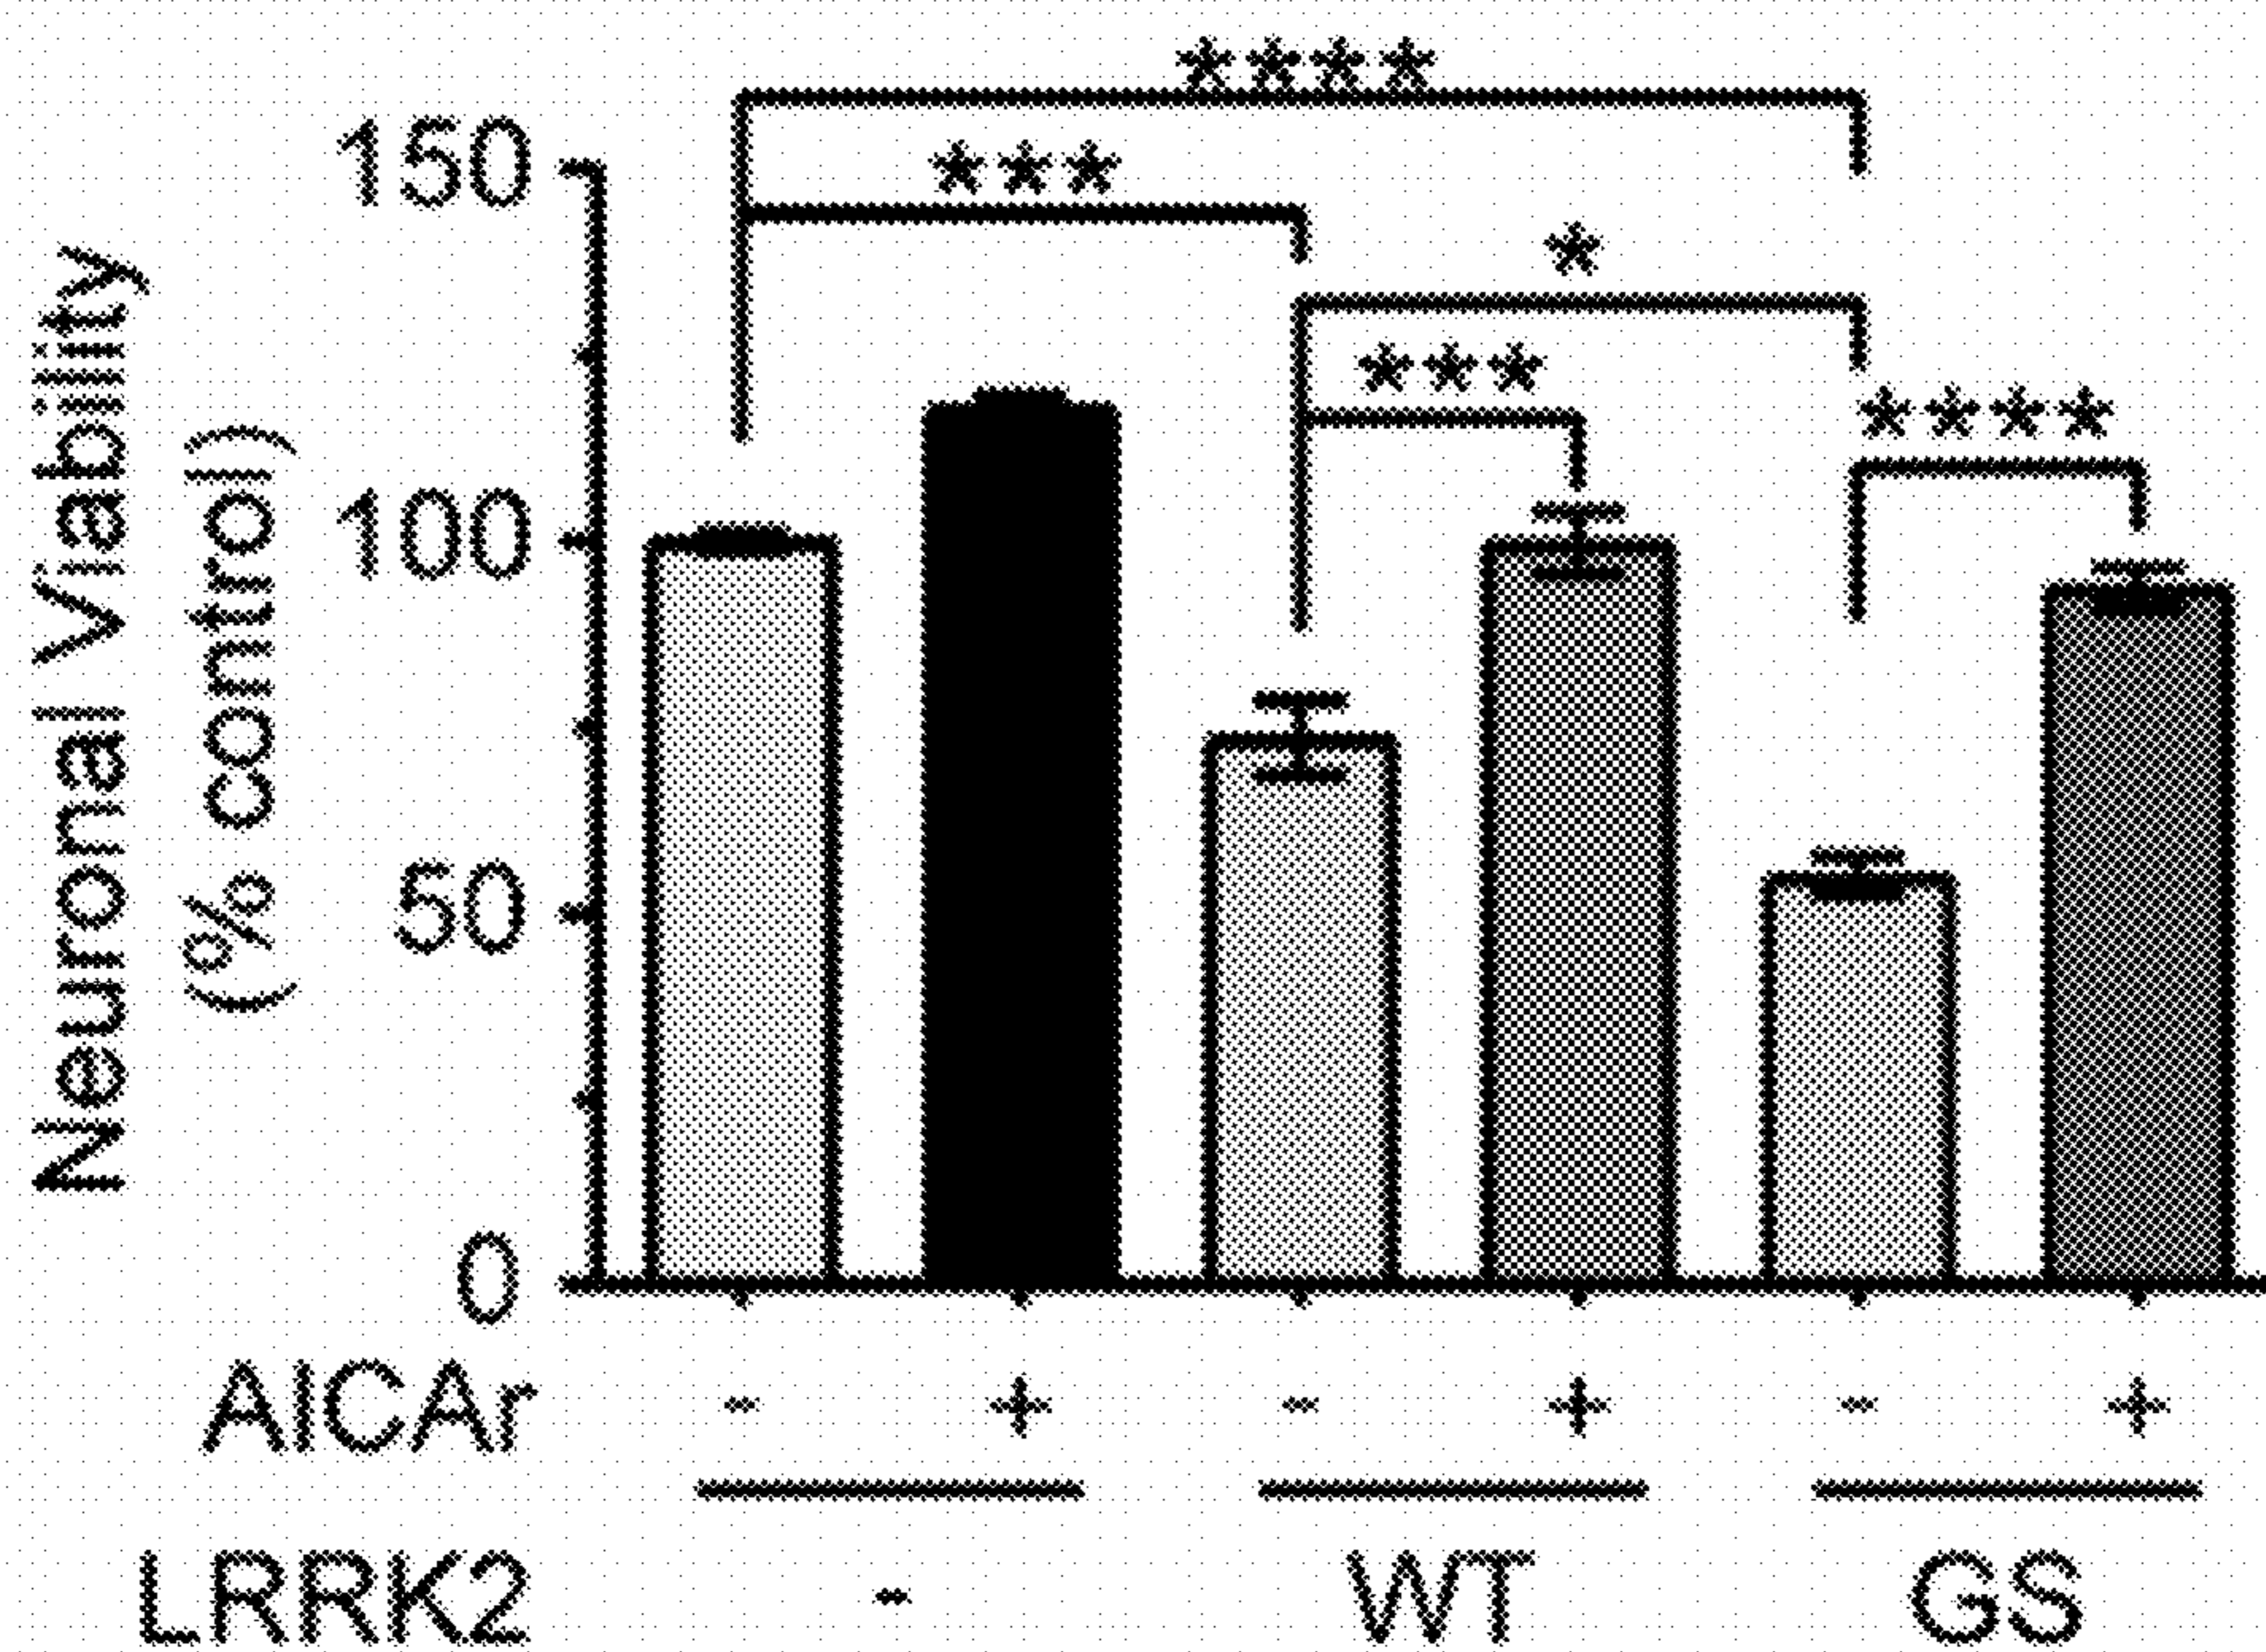 ****
150
***
*
***
****
Neuronal Viability
(% control)
100
50
0
AICAr - + - + - +
LRRK2 - WT GS